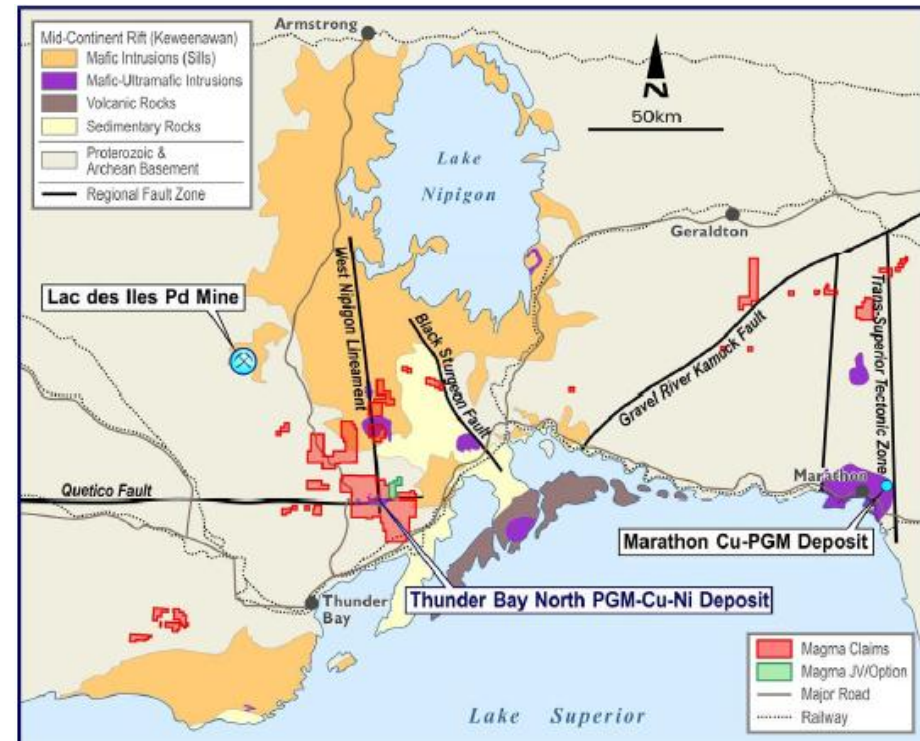 Mid-Continent Rift (Keweenawan)
Mafic Intrusions (Sills)
Mafic-Ultramafic Intrusions
Volcanic Rocks
Sedimentary Rocks
Proterozoic &
Archean Basement
Regional Fault Zone
Armstrong
N
50km
Lake
Nipigon
Geraldton
Lac des Iles Pd Mine
West Nipigon Lineament
Black Sturgeon Fault
Gravel River Kamuck Fault
Trans-Superior Tectonic Zone
Quetico Fault
Marathon
Marathon Cu-PGM Deposit
Thunder Bay North PGM-Cu-Ni Deposit
Thunder
Bay
Magma Claims
Magma JV/Option
Major Road
Railway
Lake Superior